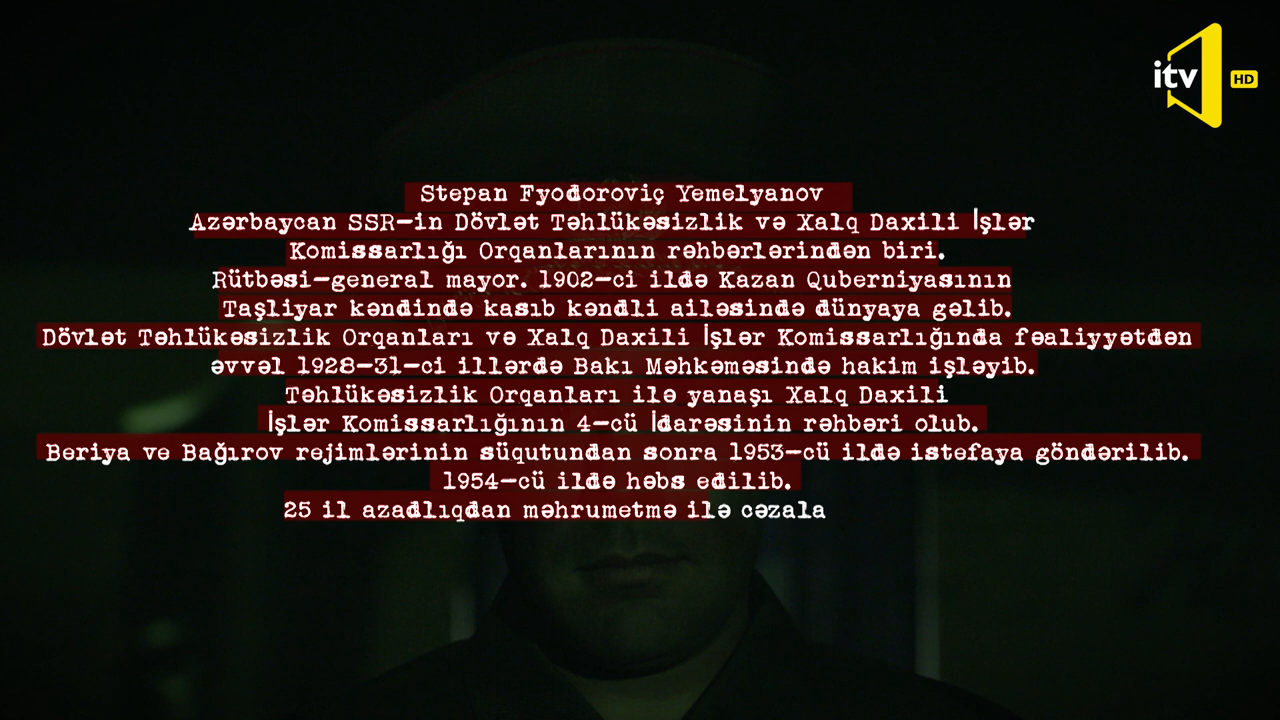 itv
HD
Stepan Fyodoroviç Yemelyanov
Azərbaycan SSR-in Dövlət Təhlükəsizlik və Xalq Daxili İşlər
Komissarlığı Orqanlarının rəhbərlərindən biri.
Rütbəsi-general mayor. 1902-ci ildə Kazan Quberniyasının
Taşliyar kəndində kasıb kəndli ailəsində dünyaya gəlib.
Dövlət Təhlükəsizlik Orqanları və Xalq Daxili İşlər Komissarlığında fəaliyyətdən
əvvəl 1928-31-ci illərdə Bakı Məhkəməsində hakim işləyib.
Təhlükəsizlik Orqanları ilə yanaşı Xalq Daxili
İşlər Komissarlığının 4-cü İdarəsinin rəhbəri olub.
Beriya ve Bağırov rejimlərinin süqutundan sonra 1953-cü ildə istefaya göndərilib.
1954-cü ildə həbs edilib.
25 il azadlıqdan məhrumetmə ilə cəzala